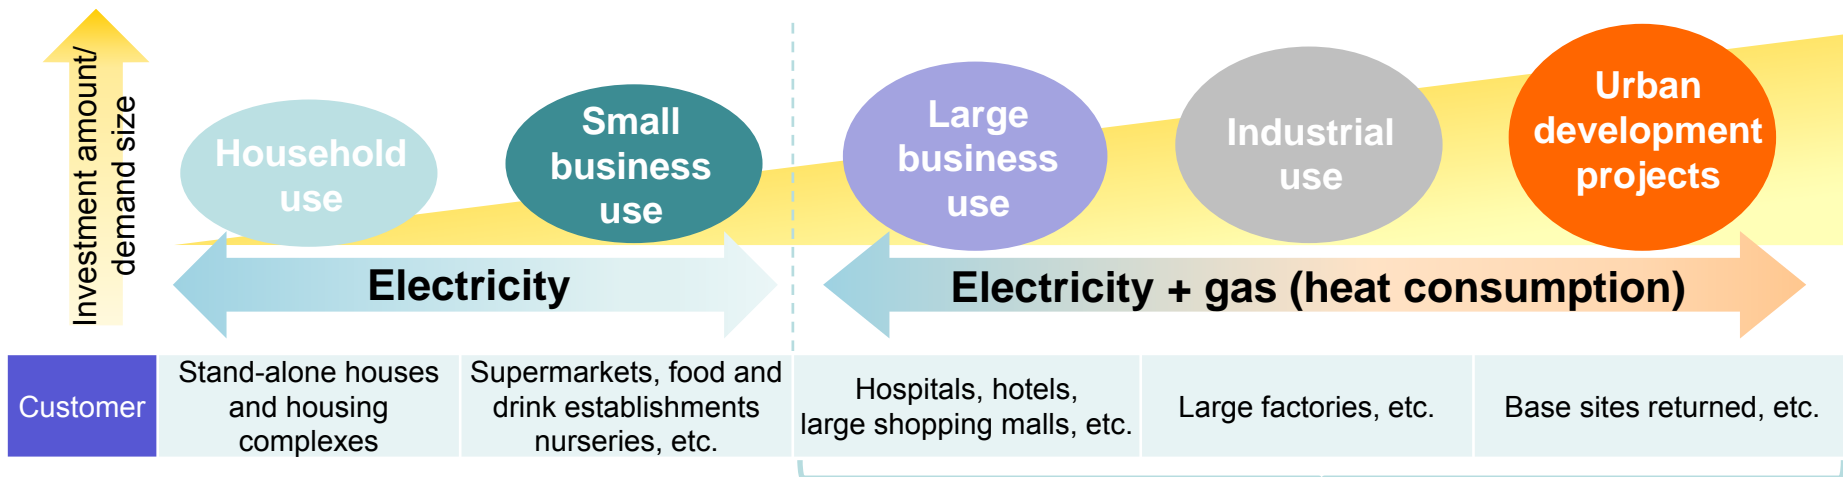 Investment amount/
demand size
Household
use
Small
business
use
Large
business
use
Industrial
use
Urban
development
projects
Electricity
Electricity + gas (heat consumption)
Customer
Stand-alone houses
and housing
complexes
Supermarkets, food and
drink establishments
nurseries, etc.
Hospitals, hotels,
large shopping malls, etc.
Large factories, etc.
Base sites returned, etc.